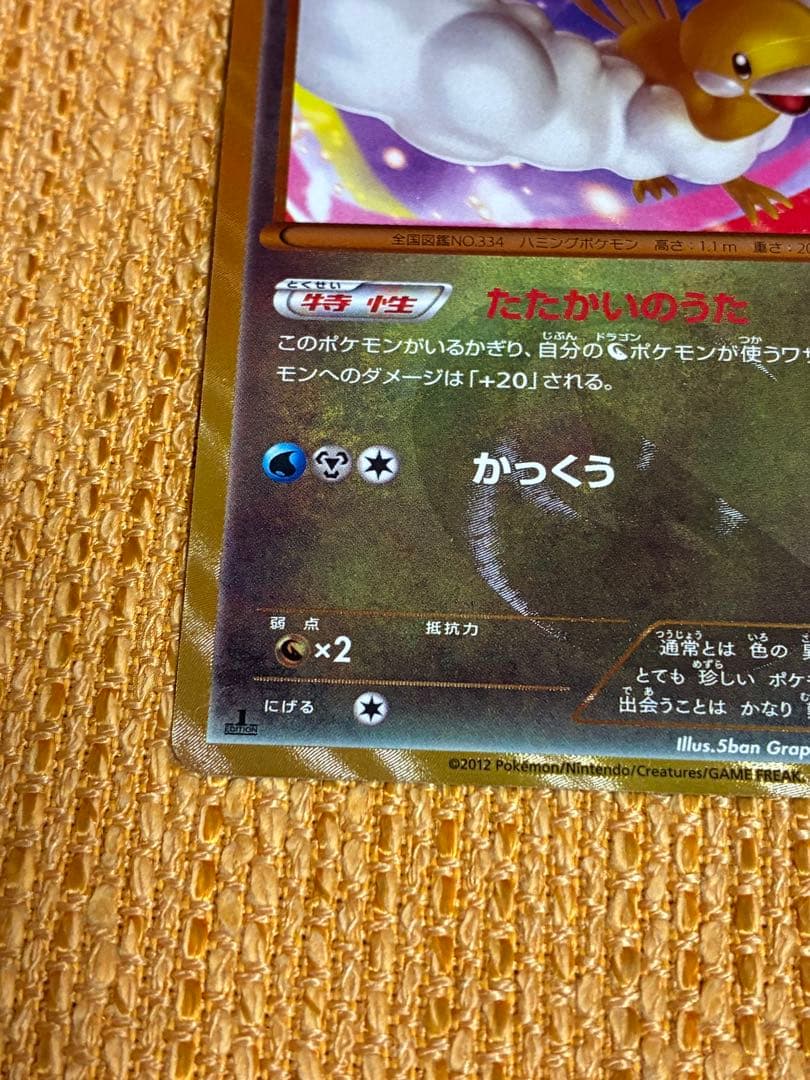 全国図鑑NO.334 ハミングポケモン 高さ：1.1m 重さ：20
とくせい
特性 たたかいのうた
じぶん ドラゴン つか
このポケモンがいるかぎり、自分のポケモンが使うワザ
モンへのダメージは「+20」される。
かっくう
弱点 抵抗力
×2
つうじょう いろ
通常とは 色の
めずら
とても 珍しい ポケモ
にげる
で あ
出会うことは かなり
1
EDITION
Illus.5ban Grap
©2012 Pokémon/Nintendo/Creatures/GAME FREAK.